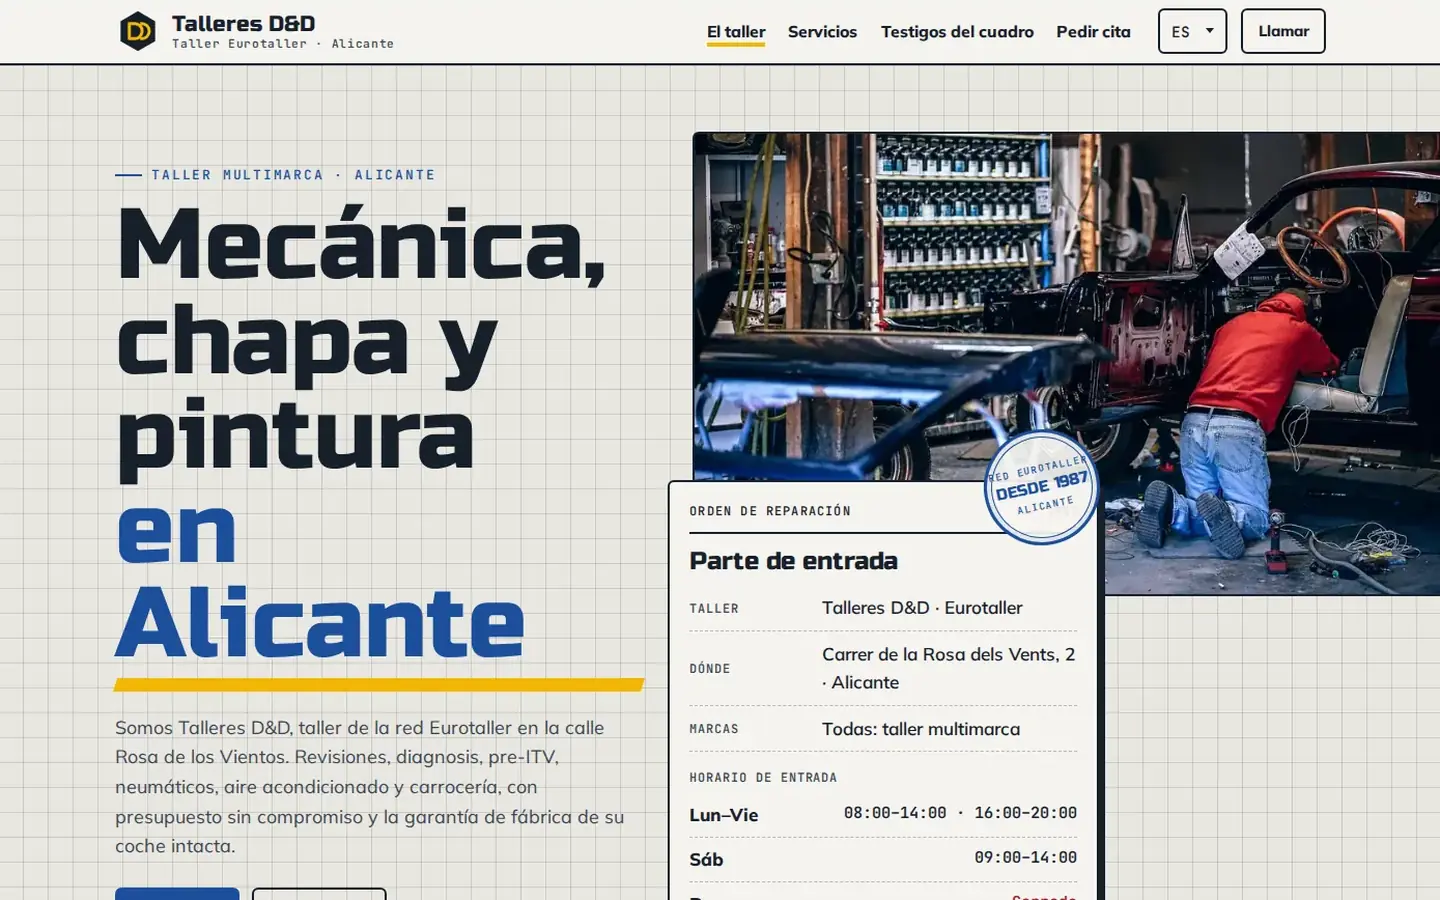 Talleres D&D
Taller Eurotaller · Alicante
El taller
Servicios
Testigos del cuadro
Pedir cita
ES
Llamar
TALLER MULTIMARCA · ALICANTE
Mecánica,
chapa y
pintura
en
Alicante
Somos Talleres D&D, taller de la red Eurotaller en la calle
Rosa de los Vientos. Revisiones, diagnosis, pre-ITV,
neumáticos, aire acondicionado y carrocería, con
presupuesto sin compromiso y la garantía de fábrica de su
coche intacta.
RED EUROTALLER
DESDE 1987
ALICANTE
ORDEN DE REPARACIÓN
Parte de entrada
TALLER
Talleres D&D · Eurotaller
DÓNDE
Carrer de la Rosa dels Vents, 2
· Alicante
MARCAS
Todas: taller multimarca
HORARIO DE ENTRADA
Lun–Vie
08:00–14:00 · 16:00–20:00
Sáb
09:00–14:00